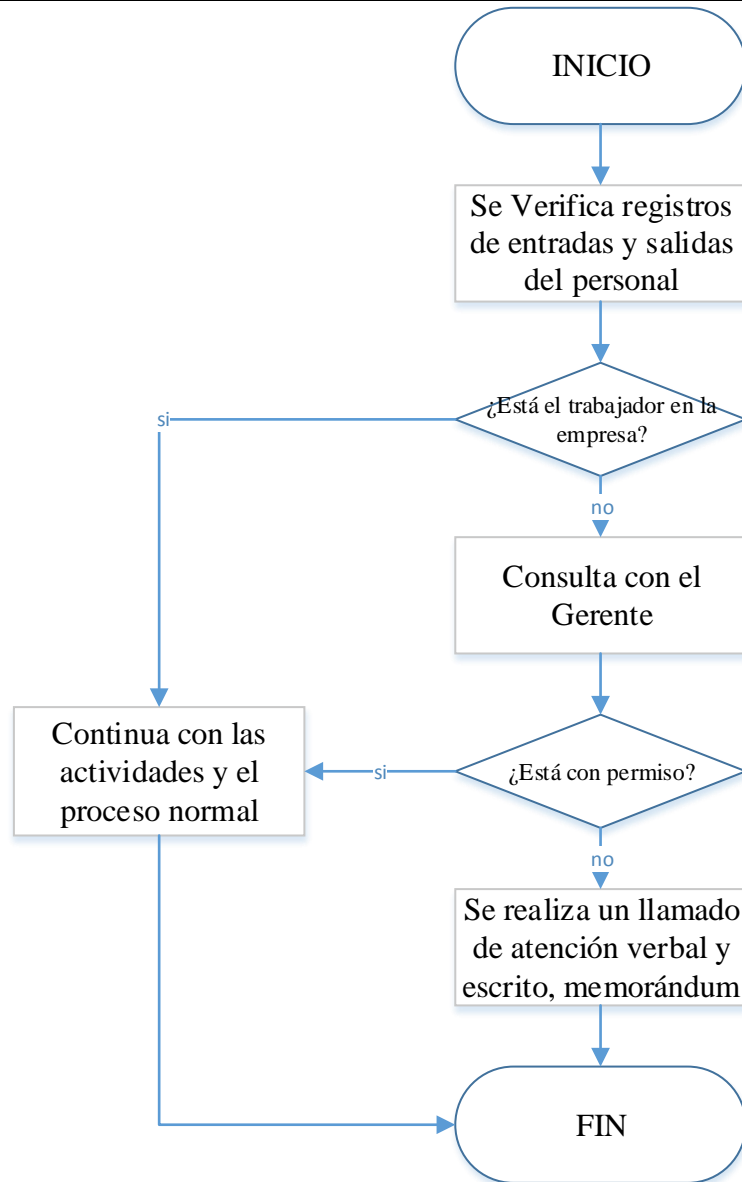 INICIO
Se Verifica registros
de entradas y salidas
del personal
¿Está el trabajador en la
empresa?
si
no
Consulta con el
Gerente
Continua con las
actividades y el
proceso normal
si
¿Está con permiso?
no
Se realiza un llamado
de atención verbal y
escrito, memorándum
FIN